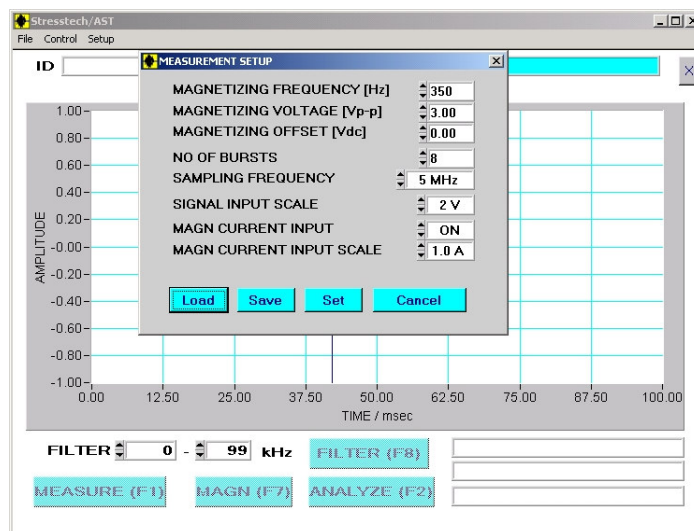 Stresstech/AST
File Control Setup
ID
MEASUREMENT SETUP
X
MAGNETIZING FREQUENCY [Hz] 350
MAGNETIZING VOLTAGE [Vp-p] 3.00
MAGNETIZING OFFSET [Vdc] 0.00
NO OF BURSTS 8
SAMPLING FREQUENCY 5 MHz
SIGNAL INPUT SCALE 2 V
MAGN CURRENT INPUT ON
MAGN CURRENT INPUT SCALE 1.0 A
Load Save Set Cancel
AMPLITUDE
1.00
0.80
0.60
0.40
0.20
-0.00
-0.20
-0.40
-0.60
-0.80
-1.00
0.00 12.50 25.00 37.50 50.00 62.50 75.00 87.50 100.00
TIME / msec
FILTER 0 - 99 kHz FILTER (F8)
MEASURE (F1) MAGN (F7) ANALYZE (F2)